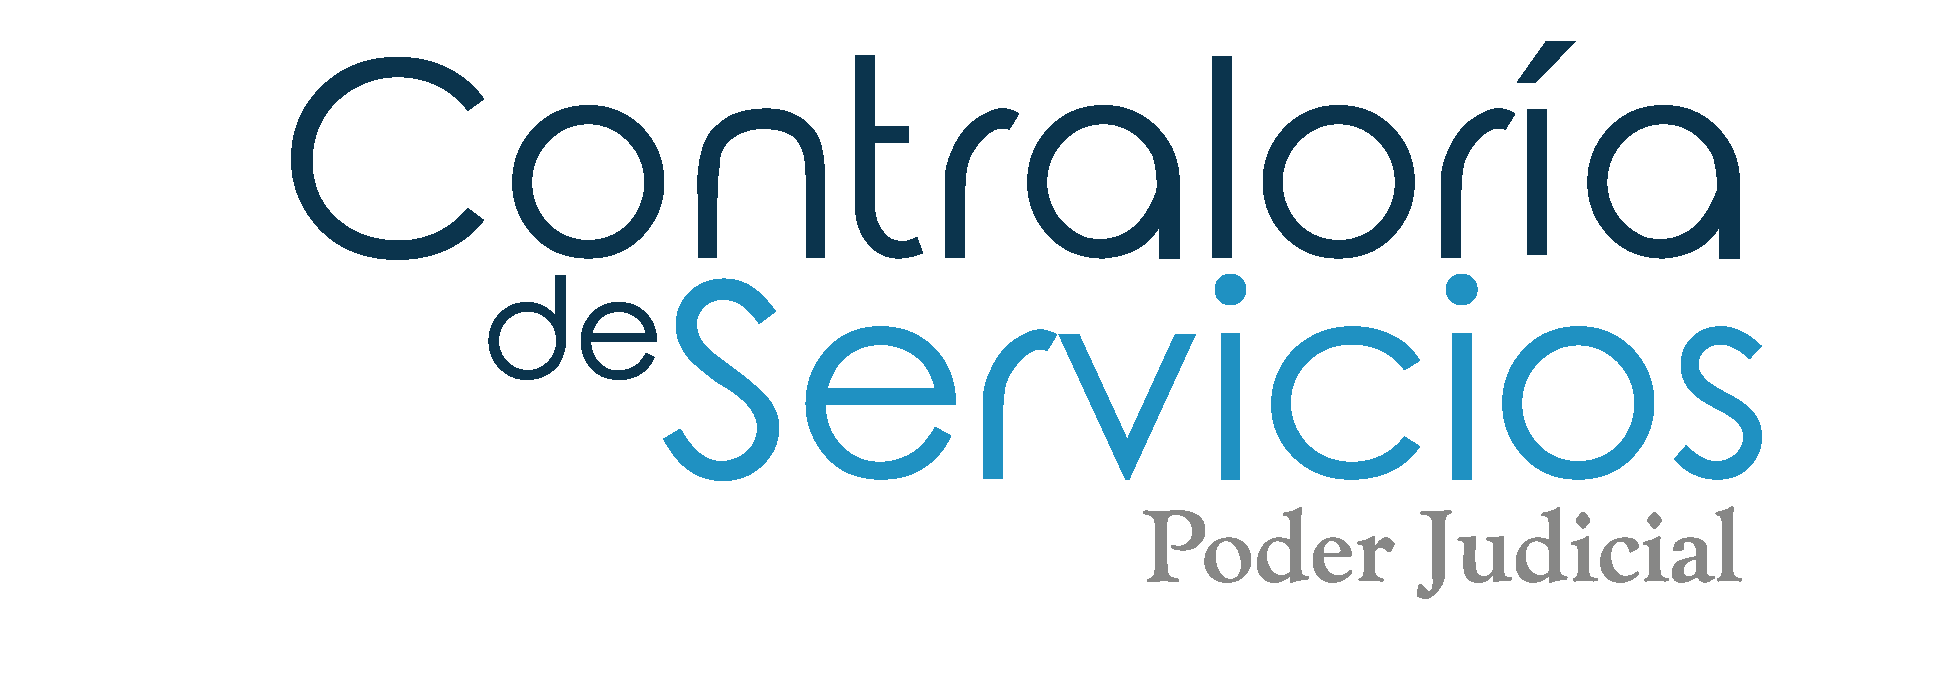 Contraloría
de Servicios
Poder Judicial